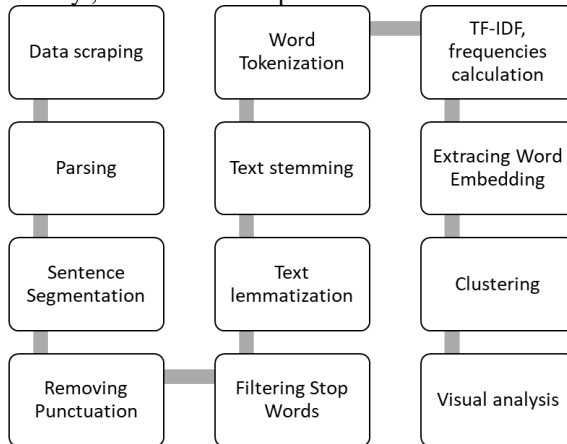 Data scraping
Parsing
Sentence
Segmentation
Removing
Punctuation
Filtering Stop
Words
Text
lemmatization
Text stemming
Word
Tokenization
TF-IDF,
frequencies
calculation
Extracing Word
Embedding
Clustering
Visual analysis